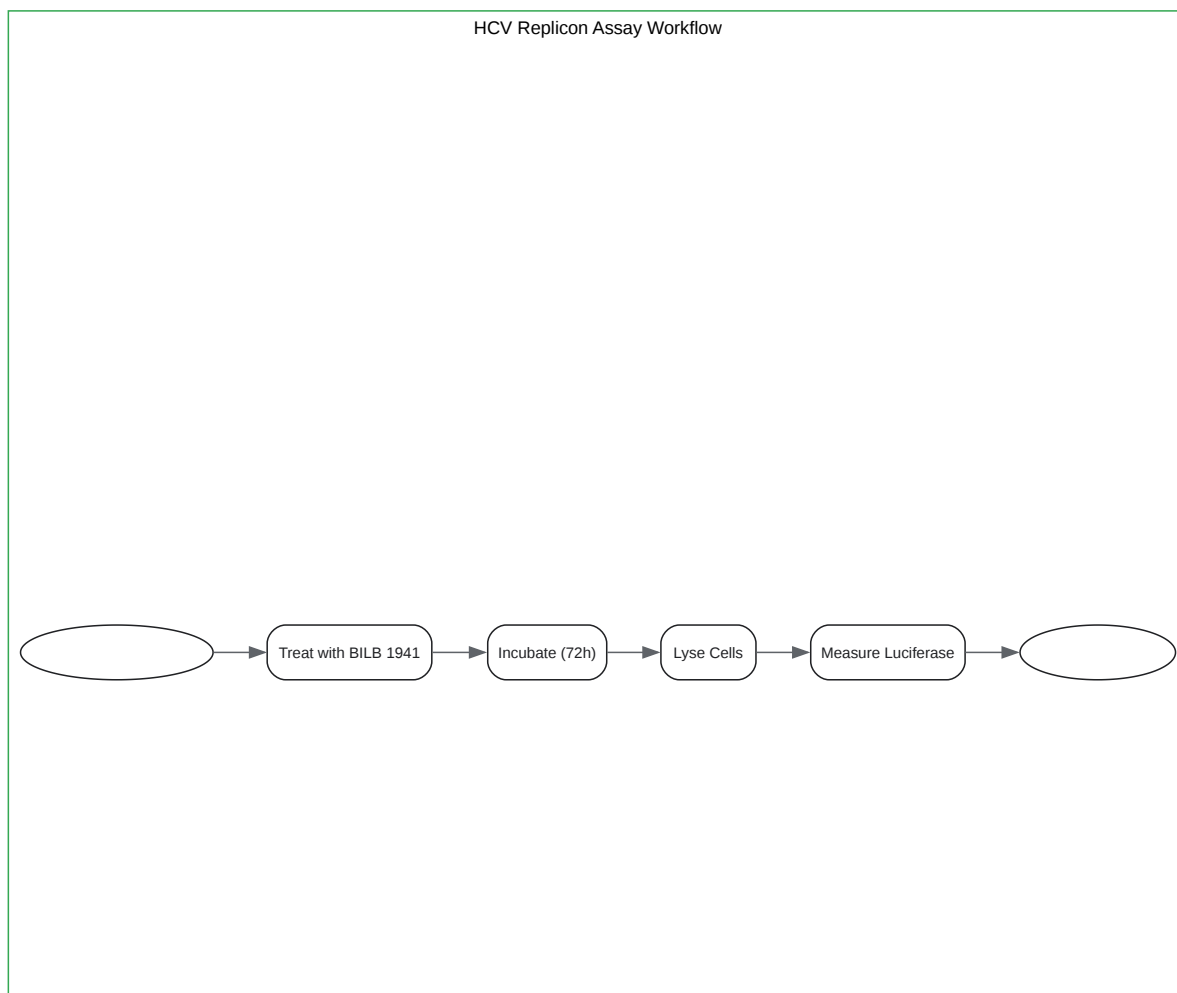 HCV Replicon Assay Workflow
Treat with BILB 1941
Incubate (72h)
Lyse Cells
Measure Luciferase